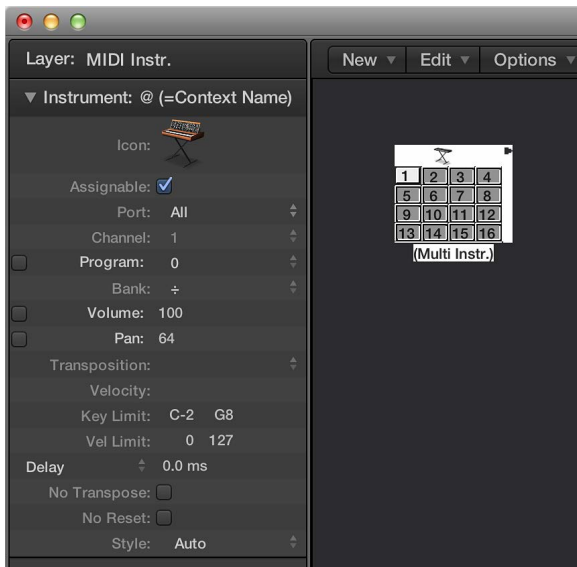 Layer: MIDI Instr.
New Edit Options
Instrument: @ (=Context Name)
Icon:
Assignable:
Port: All
Channel: 1
Program: 0
Bank: ÷
Volume: 100
Pan: 64
Transposition:
Velocity:
Key Limit: C-2 G8
Vel Limit: 0 127
Delay 0.0 ms
No Transpose:
No Reset:
Style: Auto
1 2 3 4
5 6 7 8
9 10 11 12
13 14 15 16
(Multi Instr.)